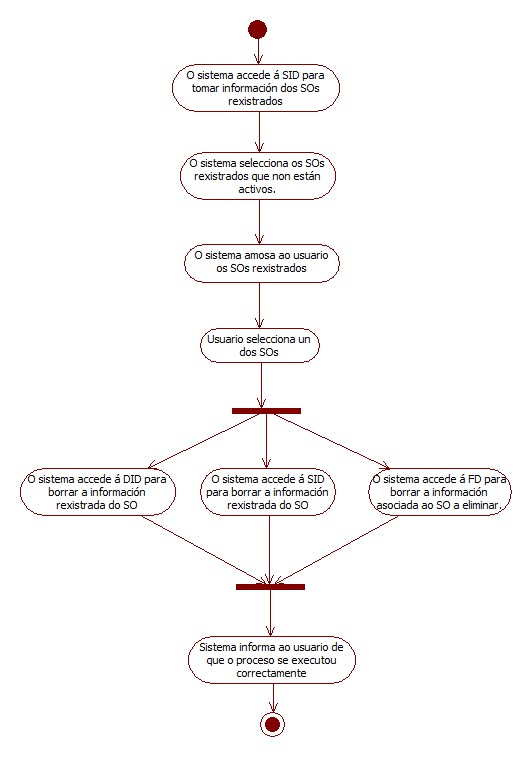 O sistema accede á SID para
tomar información dos SOs
rexistrados
O sistema selecciona os SOs
rexistrados que non están
activos.
O sistema amosa ao usuario
os SOs rexistrados
Usuario selecciona un
dos SOs
O sistema accede á DID para
borrar a información
rexistrada do SO
O sistema accede á SID
para borrar a información
rexistrada do SO
O sistema accede á FD para
borrar a información
asociada ao SO a eliminar.
Sistema informa ao usuario de
que o proceso se executou
correctamente